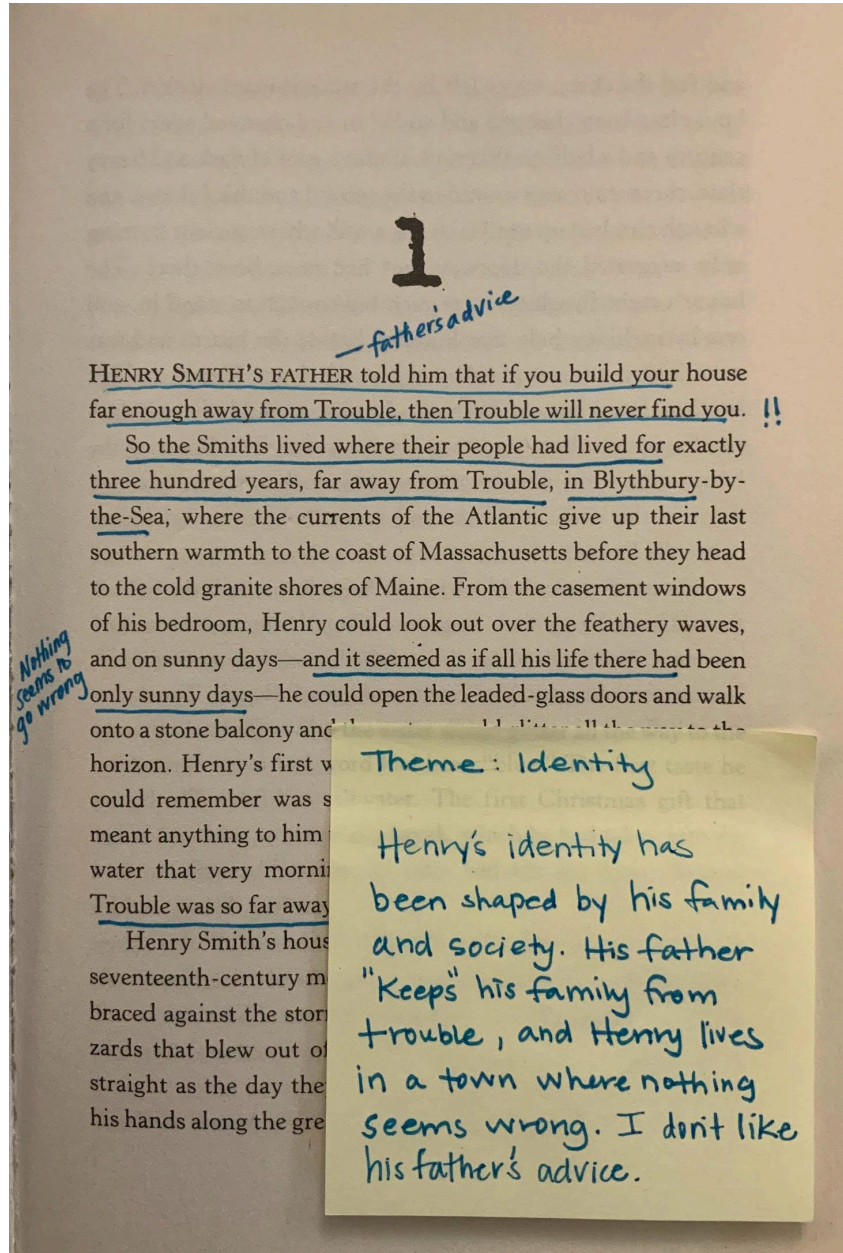 1
—father's advice
HENRY SMITH'S FATHER told him that if you build your house
far enough away from Trouble, then Trouble will never find you. !!
So the Smiths lived where their people had lived for exactly
three hundred years, far away from Trouble, in Blythbury-by-
the-Sea, where the currents of the Atlantic give up their last
southern warmth to the coast of Massachusetts before they head
to the cold granite shores of Maine. From the casement windows
of his bedroom, Henry could look out over the feathery waves,
and on sunny days—and it seemed as if all his life there had been
only sunny days—he could open the leaded-glass doors and walk
onto a stone balcony and
horizon. Henry's first
could remember was
meant anything to him
water that very
Trouble was so far away
Henry Smith's
seventeenth-century
braced against the
zards that blew out
straight as the day
his hands along the
Nothing
seems to
go wrong
Theme: Identity
Henry's identity has
been shaped by his family
and society. His father
"Keeps" his family from
trouble, and Henry lives
in a town where nothing
seems wrong. I don't like
his father's advice.